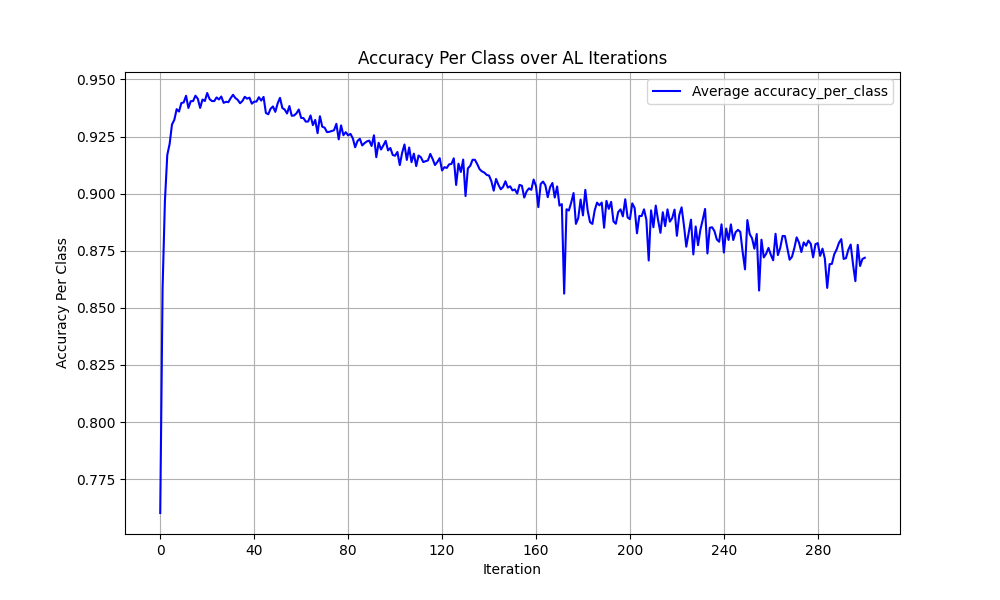 Accuracy Per Class over AL Iterations
Average accuracy_per_class
Accuracy Per Class
0.950
0.925
0.900
0.875
0.850
0.825
0.800
0.775
0 40 80 120 160 200 240 280
Iteration